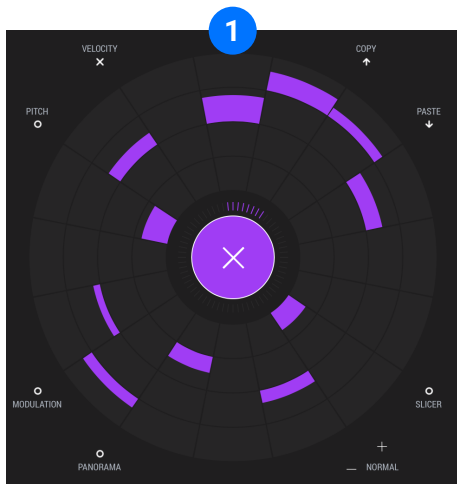 1
VELOCITY
COPY
PITCH
PASTE
MODULATION
SLICER
PANORAMA
NORMAL